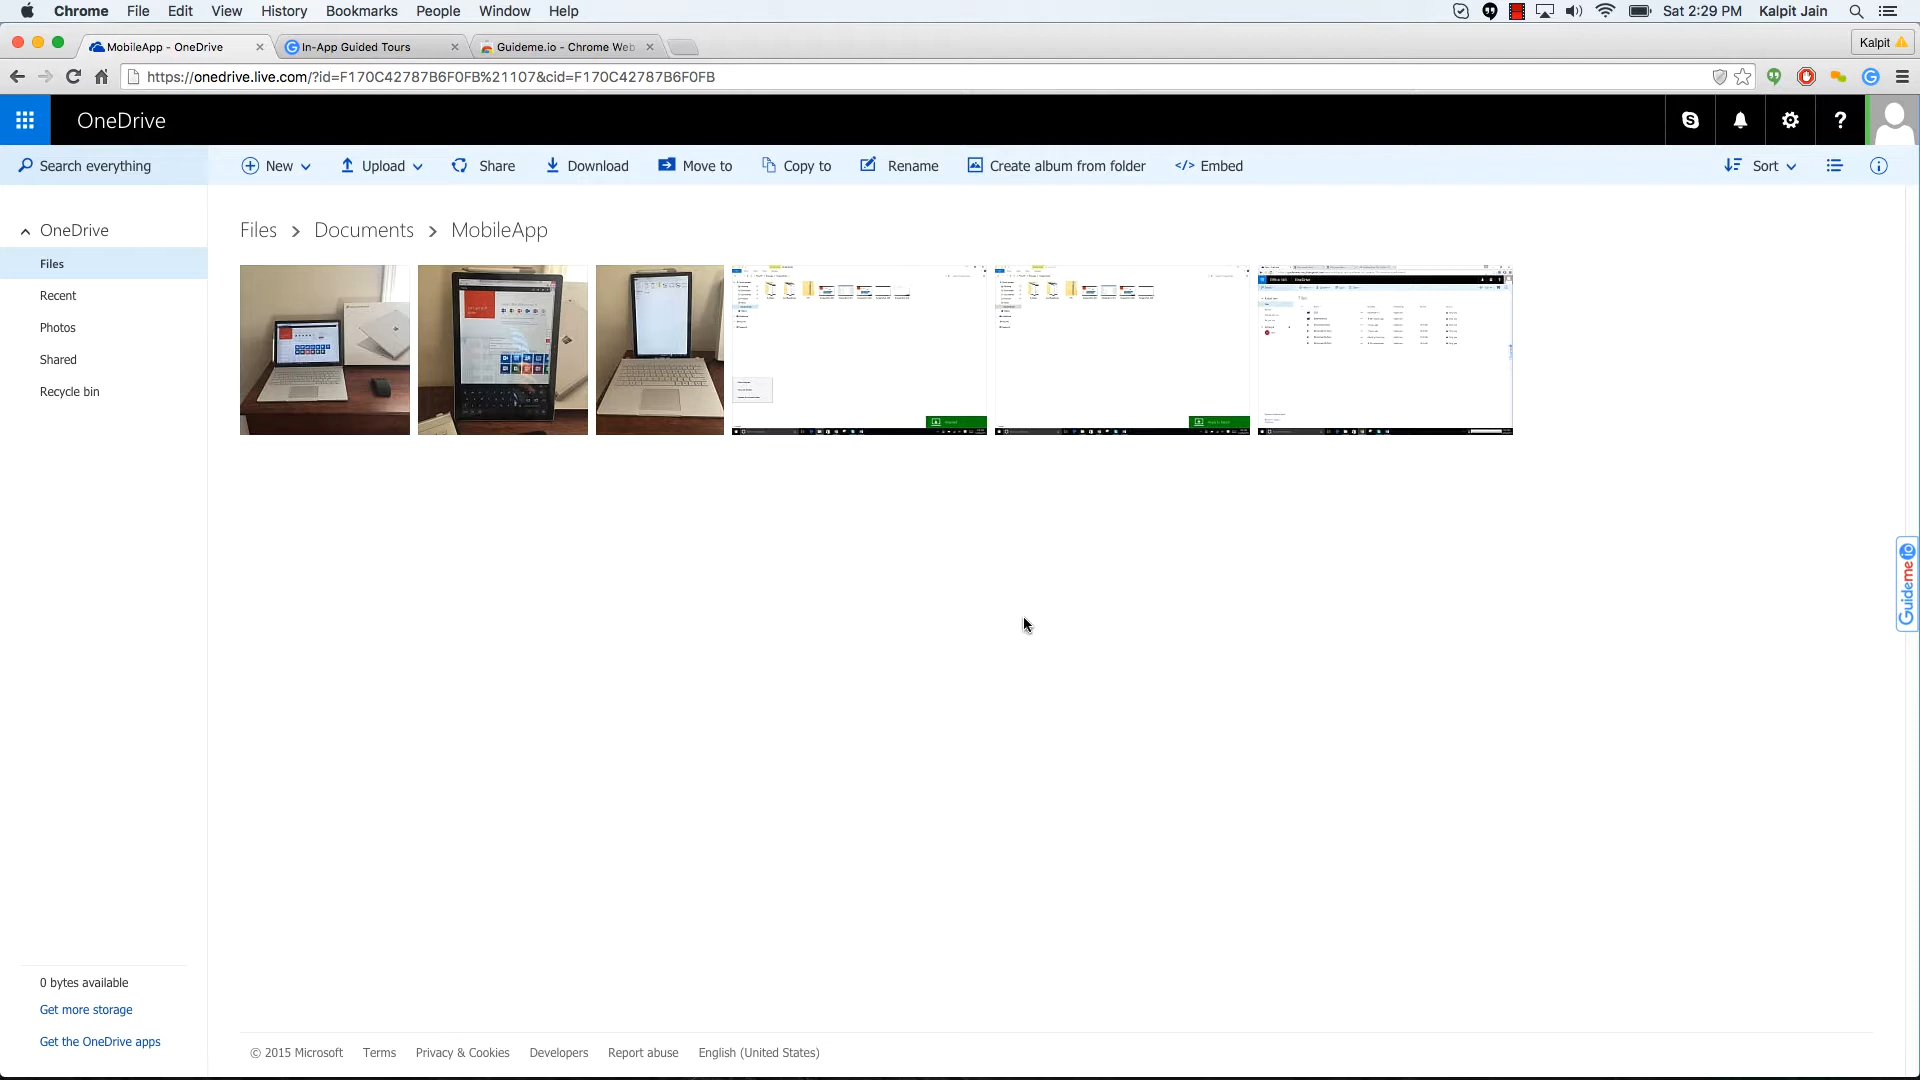 Chrome File Edit View History Bookmarks People Window Help Sat 2:29 PM Kalpit Jain
MobileApp - OneDrive In-App Guided Tours Guideme.io - Chrome Web Kalpit
https://onedrive.live.com/?id=F170C42787B6F0FB%21107&cid=F170C42787B6F0FB
OneDrive
Search everything New Upload Share Download Move to Copy to Rename Create album from folder Embed Sort
OneDrive
Files
Recent
Photos
Shared
Recycle bin
Files > Documents > MobileApp
Guideme io
0 bytes available
Get more storage
Get the OneDrive apps
© 2015 Microsoft Terms Privacy & Cookies Developers Report abuse English (United States)